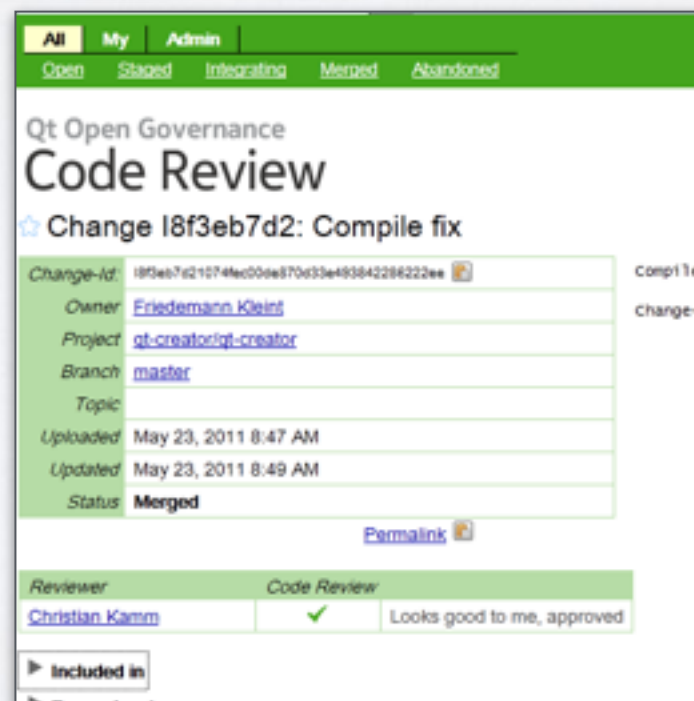 All My Admin
Open Staged Integrating Merged Abandoned
Qt Open Governance
Code Review
Change I8f3eb7d2: Compile fix
Change-Id:
Owner Friedemann Kleint
Project qt-creator/qt-creator
Branch master
Topic
Uploaded May 23, 2011 8:47 AM
Updated May 23, 2011 8:49 AM
Status Merged
Permalink
Compile
Change-
Reviewer Code Review
Christian Kamm Looks good to me, approved
Included in